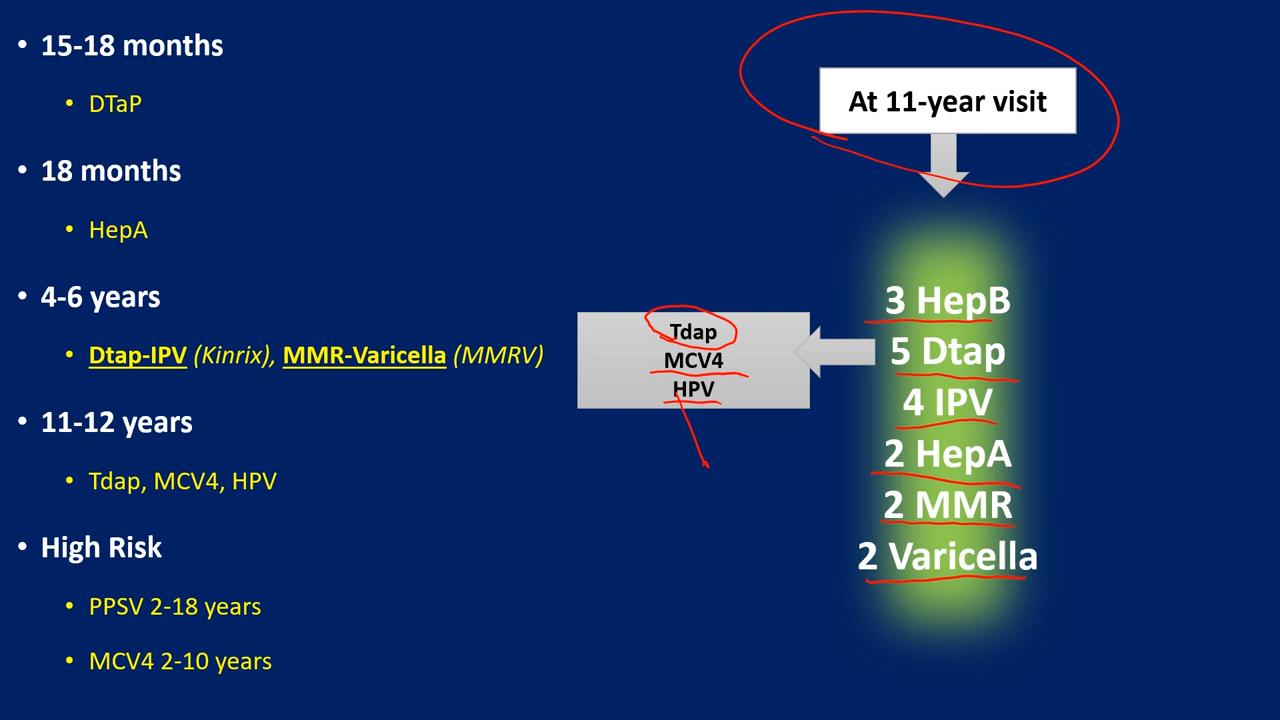 • 15-18 months
• DTaP
• 18 months
• HepA
• 4-6 years
• Dtap-IPV (Kinrix), MMR-Varicella (MMRV)
• 11-12 years
• Tdap, MCV4, HPV
• High Risk
• PPSV 2-18 years
• MCV4 2-10 years
At 11-year visit
3 HepB
5 Dtap
4 IPV
2 HepA
2 MMR
2 Varicella
Tdap
MCV4
HPV